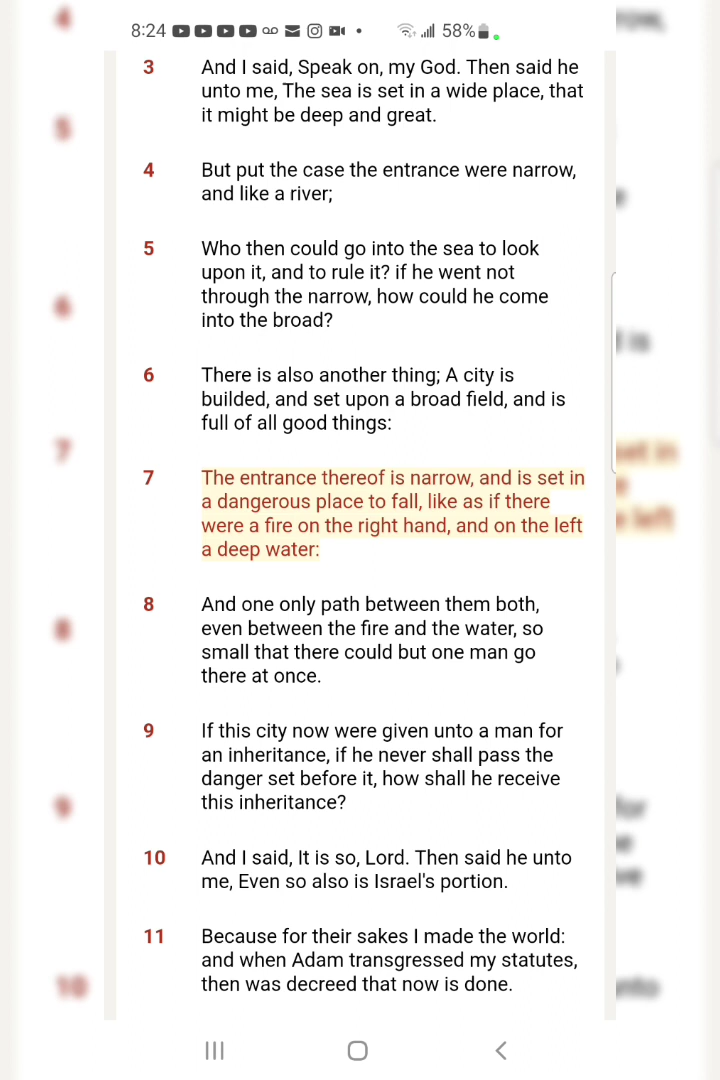 8:24 58%
3 And I said, Speak on, my God. Then said he
unto me, The sea is set in a wide place, that
it might be deep and great.
4 But put the case the entrance were narrow,
and like a river;
5 Who then could go into the sea to look
upon it, and to rule it? if he went not
through the narrow, how could he come
into the broad?
6 There is also another thing; A city is
builded, and set upon a broad field, and is
full of all good things:
7 The entrance thereof is narrow, and is set in
a dangerous place to fall, like as if there
were a fire on the right hand, and on the left
a deep water:
8 And one only path between them both,
even between the fire and the water, so
small that there could but one man go
there at once.
9 If this city now were given unto a man for
an inheritance, if he never shall pass the
danger set before it, how shall he receive
this inheritance?
10 And I said, It is so, Lord. Then said he unto
me, Even so also is Israel's portion.
11 Because for their sakes I made the world:
and when Adam transgressed my statutes,
then was decreed that now is done.